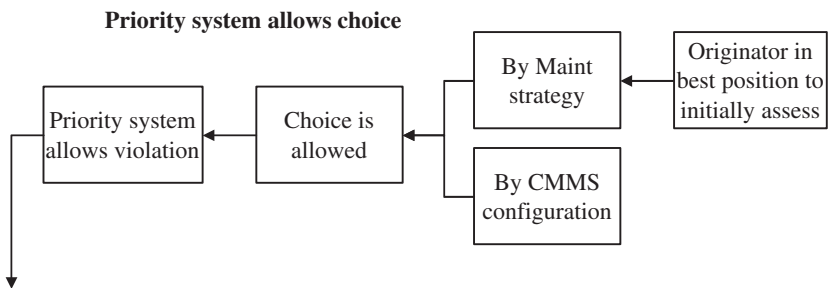 Priority system allows choice
Priority system
allows violation
Choice is
allowed
By Maint
strategy
Originator in
best position to
initially assess
By CMMS
configuration